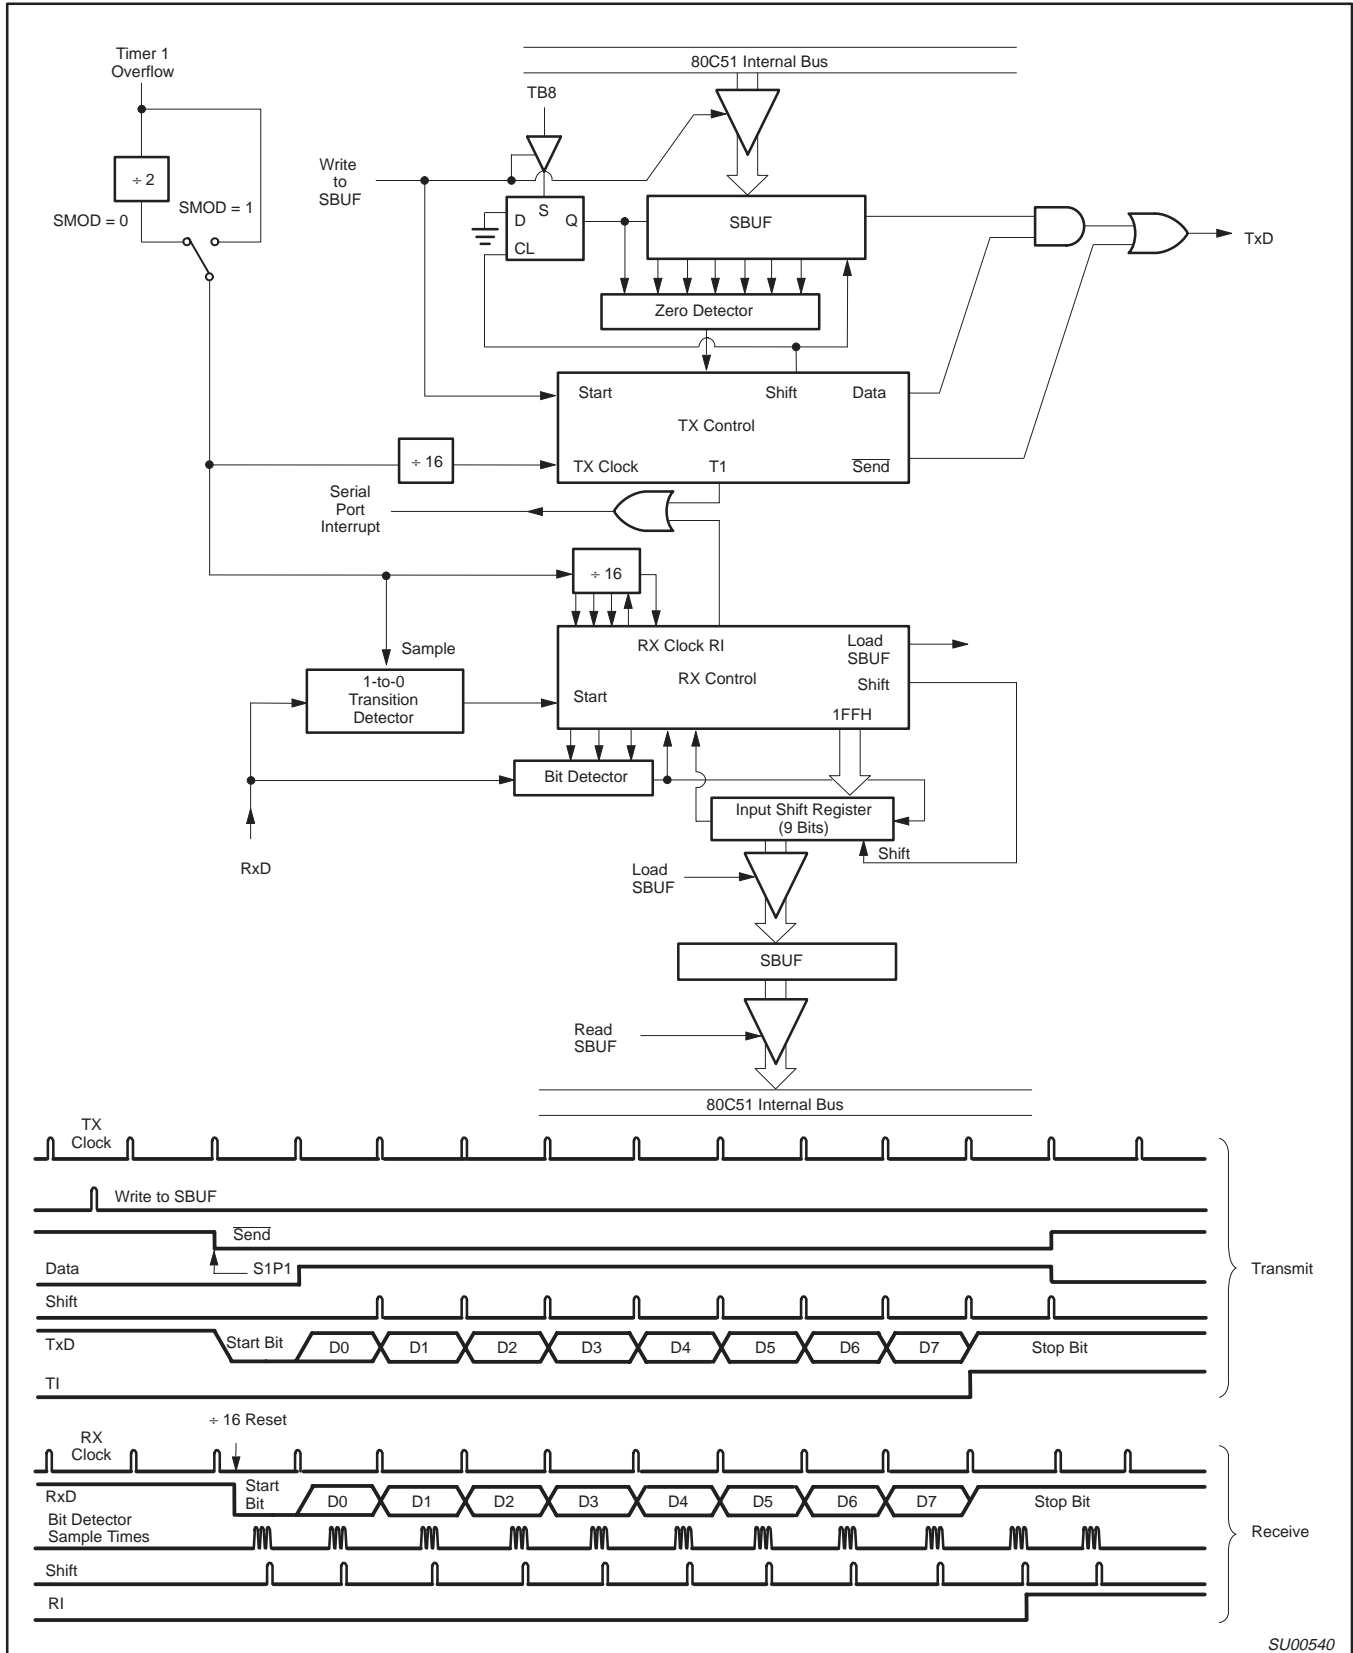 Timer 1
Overflow
80C51 Internal Bus
TB8
÷ 2
SMOD = 0
SMOD = 1
Write
to
SBUF
S
D
Q
CL
SBUF
TxD
Zero Detector
Start
Shift
Data
TX Control
÷ 16
TX Clock
T1
Send
Serial
Port
Interrupt
÷ 16
Sample
RX Clock RI
Load
SBUF
RX Control
1-to-0
Transition
Detector
Start
Shift
1FFH
Bit Detector
Input Shift Register
(9 Bits)
Shift
RxD
Load
SBUF
SBUF
Read
SBUF
80C51 Internal Bus
TX
Clock
Write to SBUF
Send
Data
S1P1
Transmit
Shift
TxD
Start Bit
D0
D1
D2
D3
D4
D5
D6
D7
Stop Bit
TI
÷ 16 Reset
RX
Clock
RxD
Start
Bit
D0
D1
D2
D3
D4
D5
D6
D7
Stop Bit
Bit Detector
Sample Times
Receive
Shift
RI
SU00540